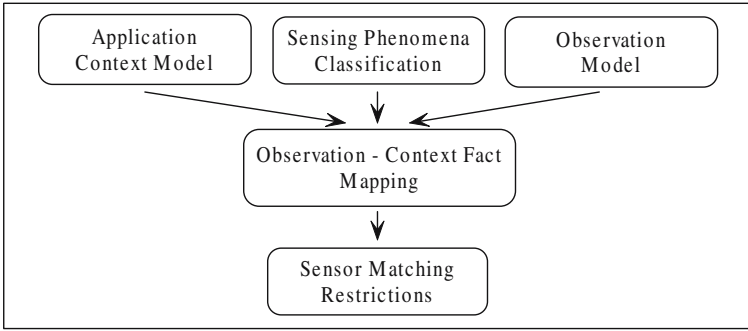 Application
Context Model
Sensing Phenomena
Classification
Observation
Model
Observation - Context Fact
Mapping
Sensor Matching
Restrictions